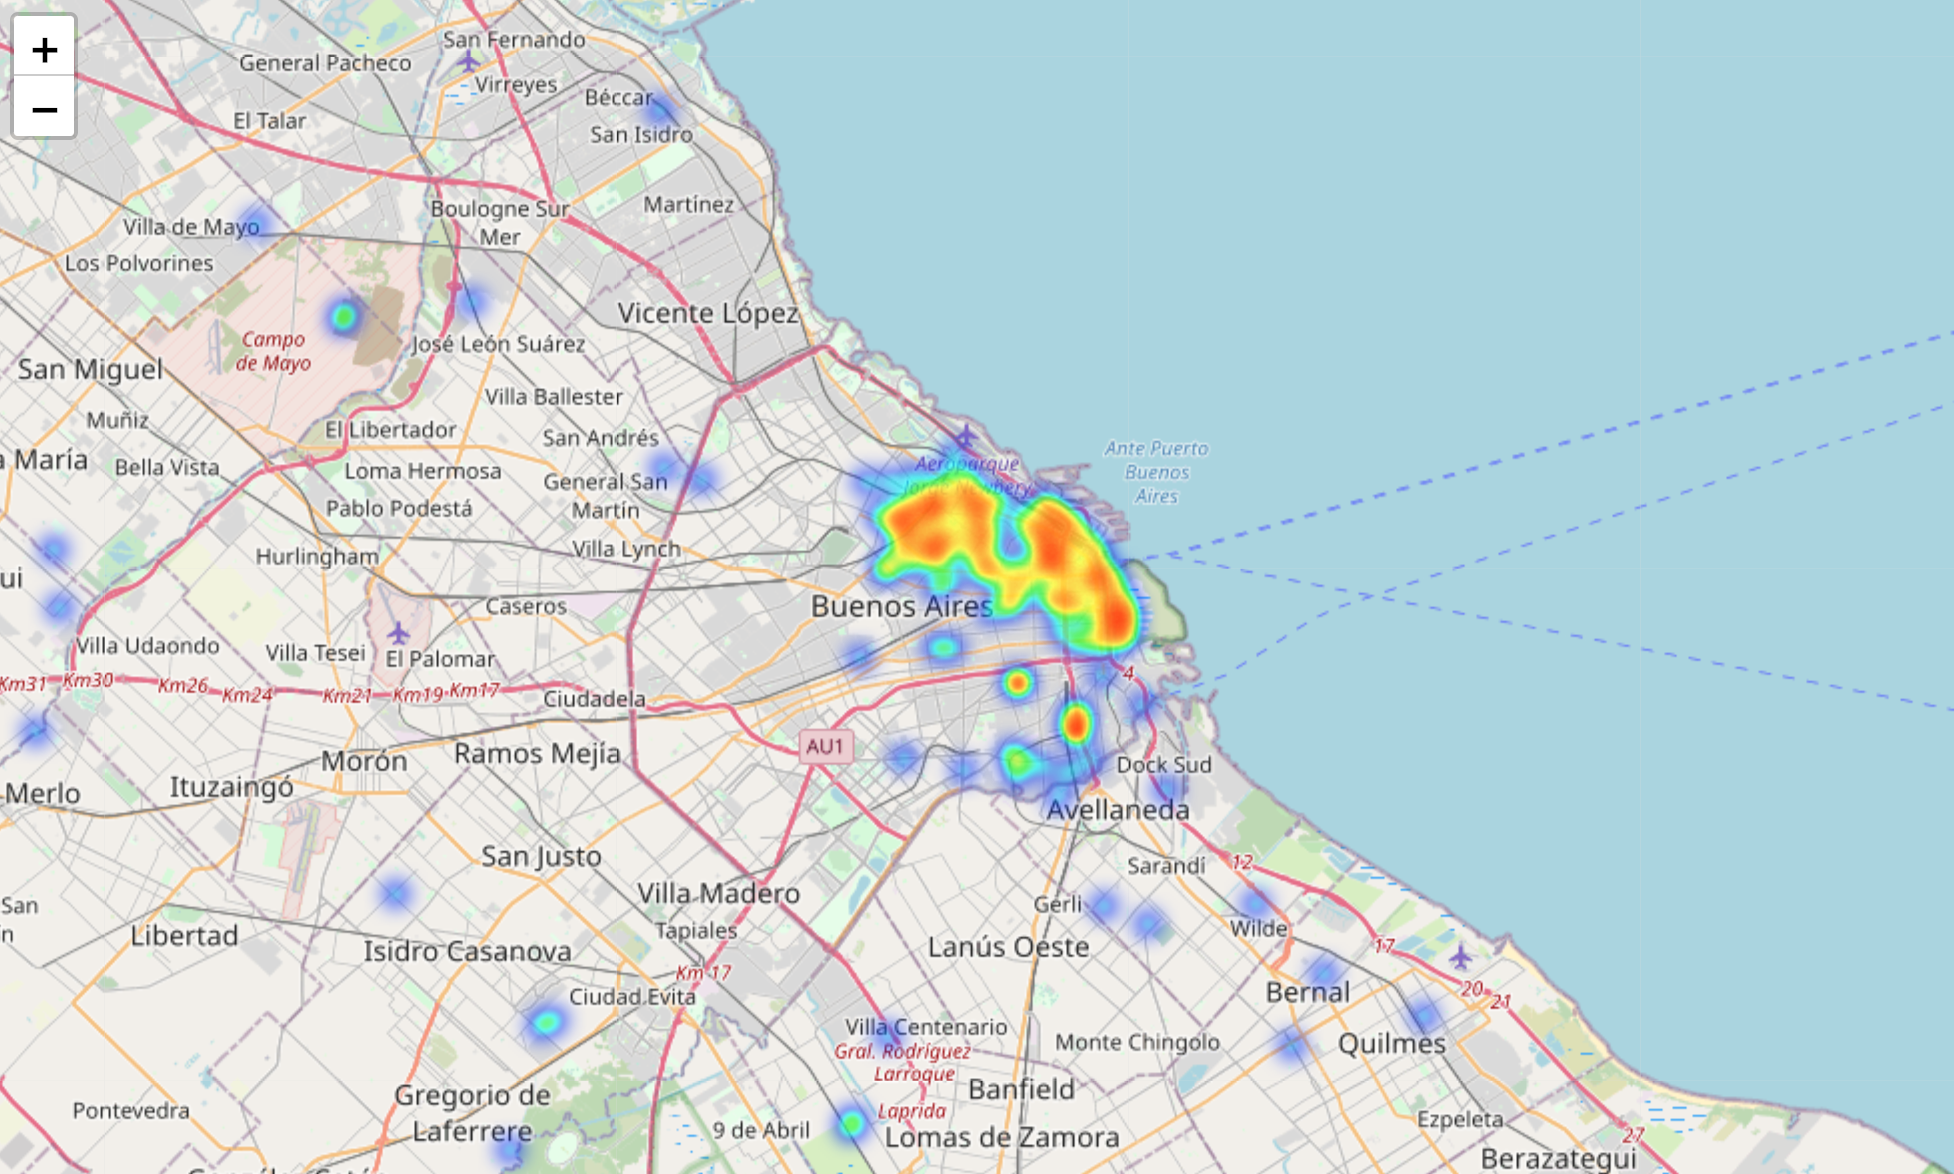 +
−
San Fernando
General Pacheco
Virreyes
Béccar
El Talar
San Isidro
Martínez
Boulogne Sur
Mer
Villa de Mayo
Los Polvorines
Vicente López
Campo
de Mayo
José León Suárez
San Miguel
Villa Ballester
Muñiz
El Libertador
San Andrés
Ante Puerto
Buenos
Aires
a María
Bella Vista
Loma Hermosa
Aeroparque
Jorge Newbery
General San
Martín
Pablo Podestá
Hurlingham
Villa Lynch
ui
Caseros
Buenos Aires
Villa Udaondo
Villa Tesei
El Palomar
Km31
Km30
Km26
Km24
Km21
Km19
Km17
Ciudadela
4
AU1
Ramos Mejía
Morón
Dock Sud
Merlo
Ituzaingó
Avellaneda
San Justo
12
Sarandí
Villa Madero
San
ín
Gerli
Wilde
Tapiales
Libertad
Isidro Casanova
Lanús Oeste
17
Km 17
Ciudad Evita
Bernal
20
21
Villa Centenario
Monte Chingolo
Quilmes
Gral. Rodríguez
Larroque
Banfield
Gregorio de
Laferrere
Pontevedra
Laprida
9 de Abril
Lomas de Zamora
Ezpeleta
27
Berazategui